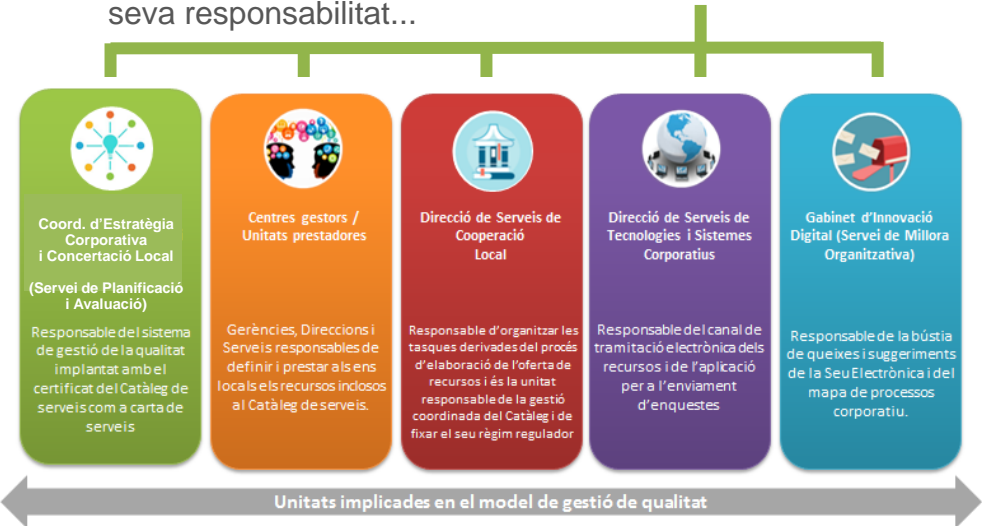 seva responsabilitat...
Coord. d'Estratègia
Corporativa
i Concertació Local
(Servei de Planificació
i Avaluació)
Responsable del sistema
de gestió de la qualitat
implantat amb el
certificat del Catàleg de
serveis com a carta de
serveis
Centres gestors /
Unitats prestadores
Gerències, Direccions i
Serveis responsables de
definir i prestar als ens
locals els recursos inclosos
al Catàleg de serveis.
Direcció de Serveis de
Cooperació
Local
Responsable d'organitzar les
tasques derivades del procés
d'elaboració de l'oferta de
recursos i és la unitat
responsable de la gestió
coordinada del Catàleg i de
fixar el seu règim regulador
Direcció de Serveis de
Tecnologies i Sistemes
Corporatius
Responsable del canal de
tramitació electrònica dels
recursos i de l'aplicació
per a l'enviament
d'enquestes
Gabinet d'Innovació
Digital (Servei de Millora
Organitzativa)
Responsable de la bústia
de queixes i suggeriments
de la Seu Electrònica i del
mapa de processos
corporatiu.
Unitats implicades en el model de gestió de qualitat